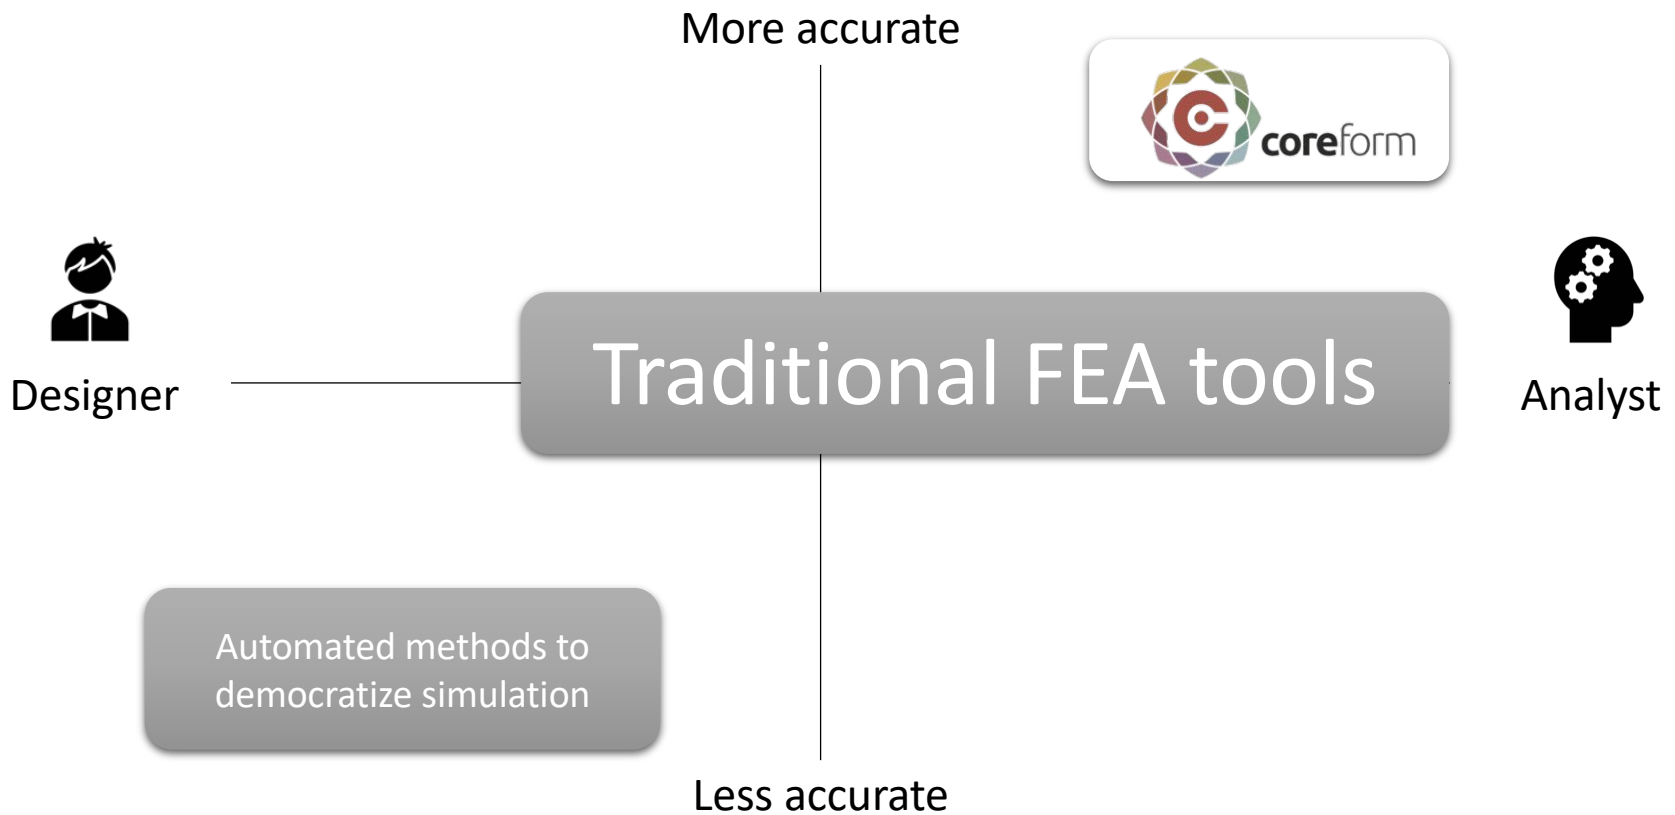 More accurate
coreform
Traditional FEA tools
Designer
Analyst
Automated methods to
democratize simulation
Less accurate